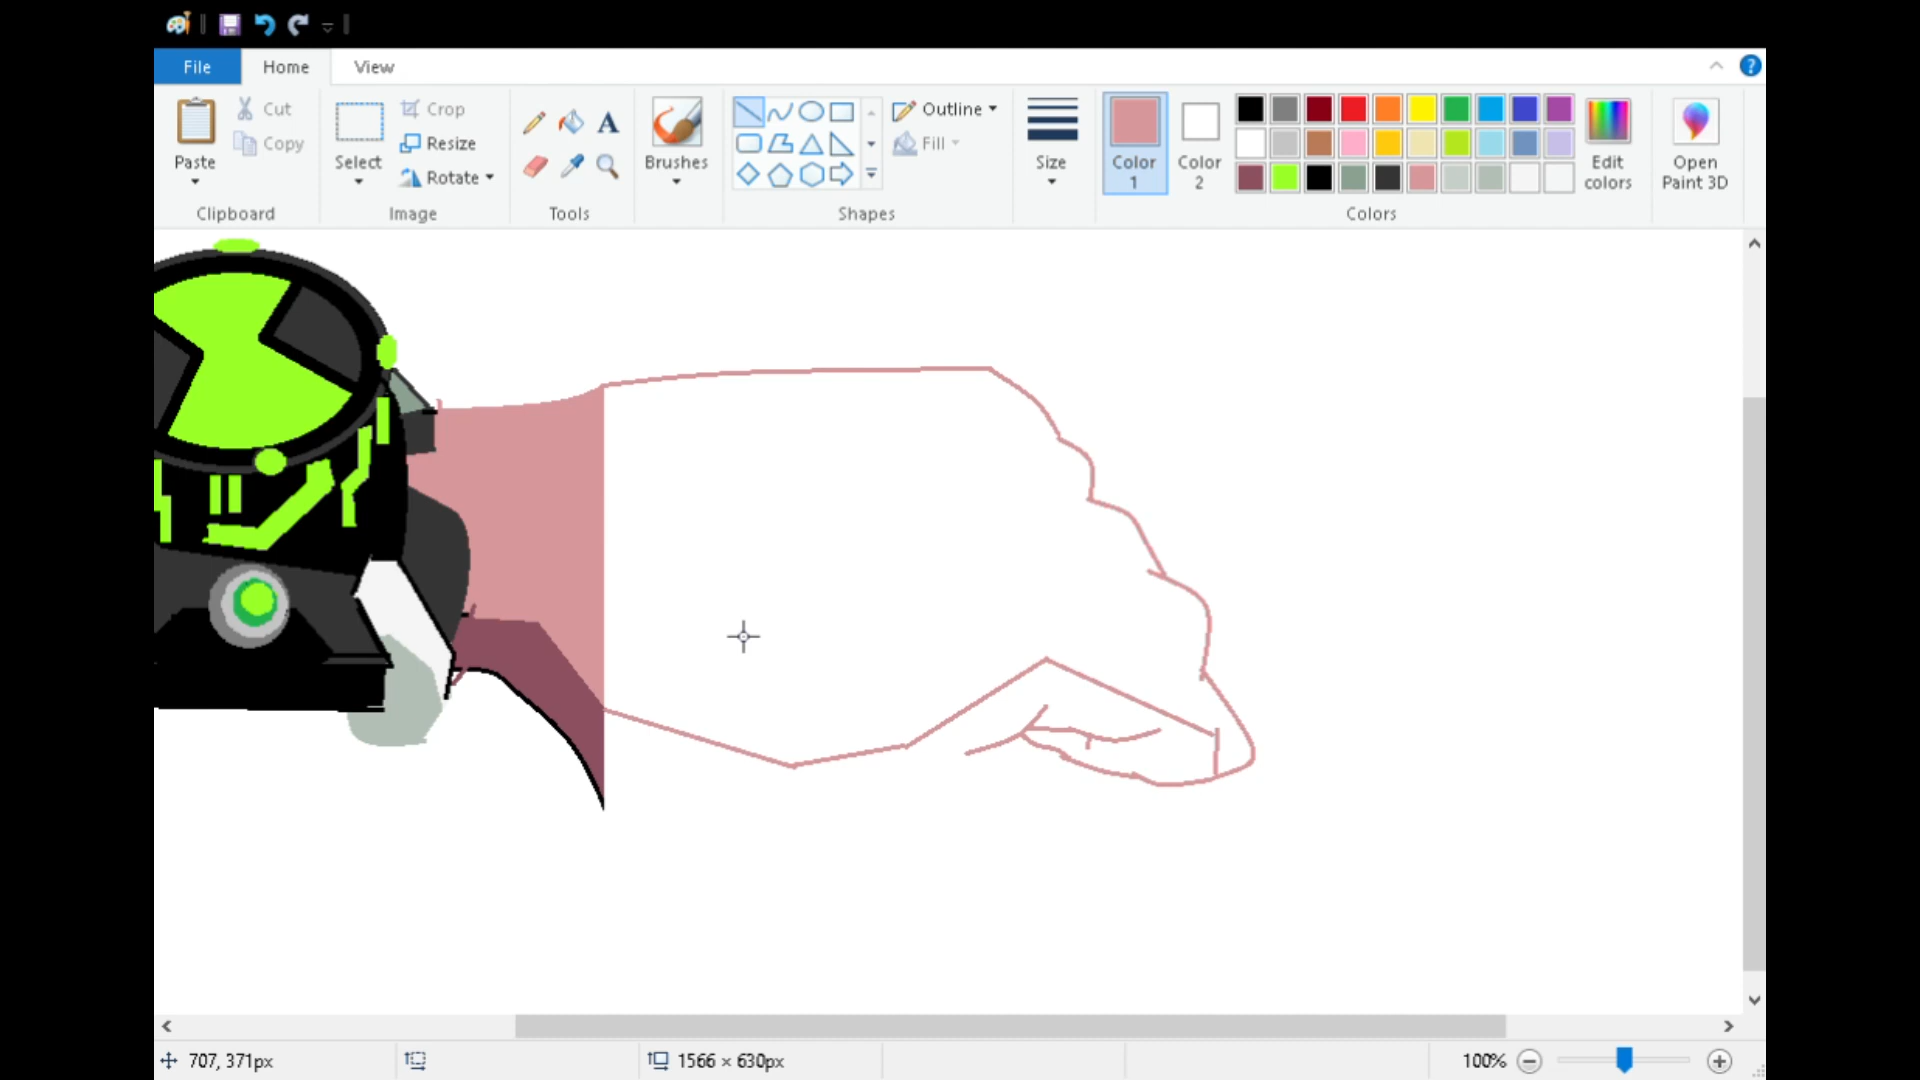 File Home View
Cut
Copy
Paste
Clipboard
Crop
Resize
Rotate
Select
Image
A
Tools
Brushes
Outline
Fill
Shapes
Size
Color
1
Color
2
Edit
colors
Colors
Open
Paint 3D
?
707, 371px
1566 × 630px
100%